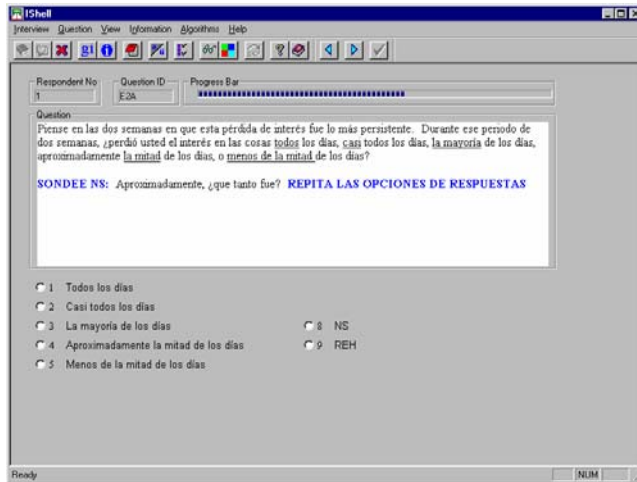 IShell
Interview Question View Information Algorithms Help
g1
Respondent No
Question ID
Progress Bar
1
E2A
Question
Piense en las dos semanas en que esta pérdida de interés fue lo más persistente. Durante ese periodo de
dos semanas, ¿perdió usted el interés en las cosas todos los días, casi todos los días, la mayoría de los días,
aproximadamente la mitad de los días, o menos de la mitad de los días?
SONDEE NS: Aproximadamente, ¿que tanto fue? REPITA LAS OPCIONES DE RESPUESTAS
1 Todos los días
2 Casi todos los días
3 La mayoría de los días
8 NS
4 Aproximadamente la mitad de los días
9 REH
5 Menos de la mitad de los días
Ready
NUM